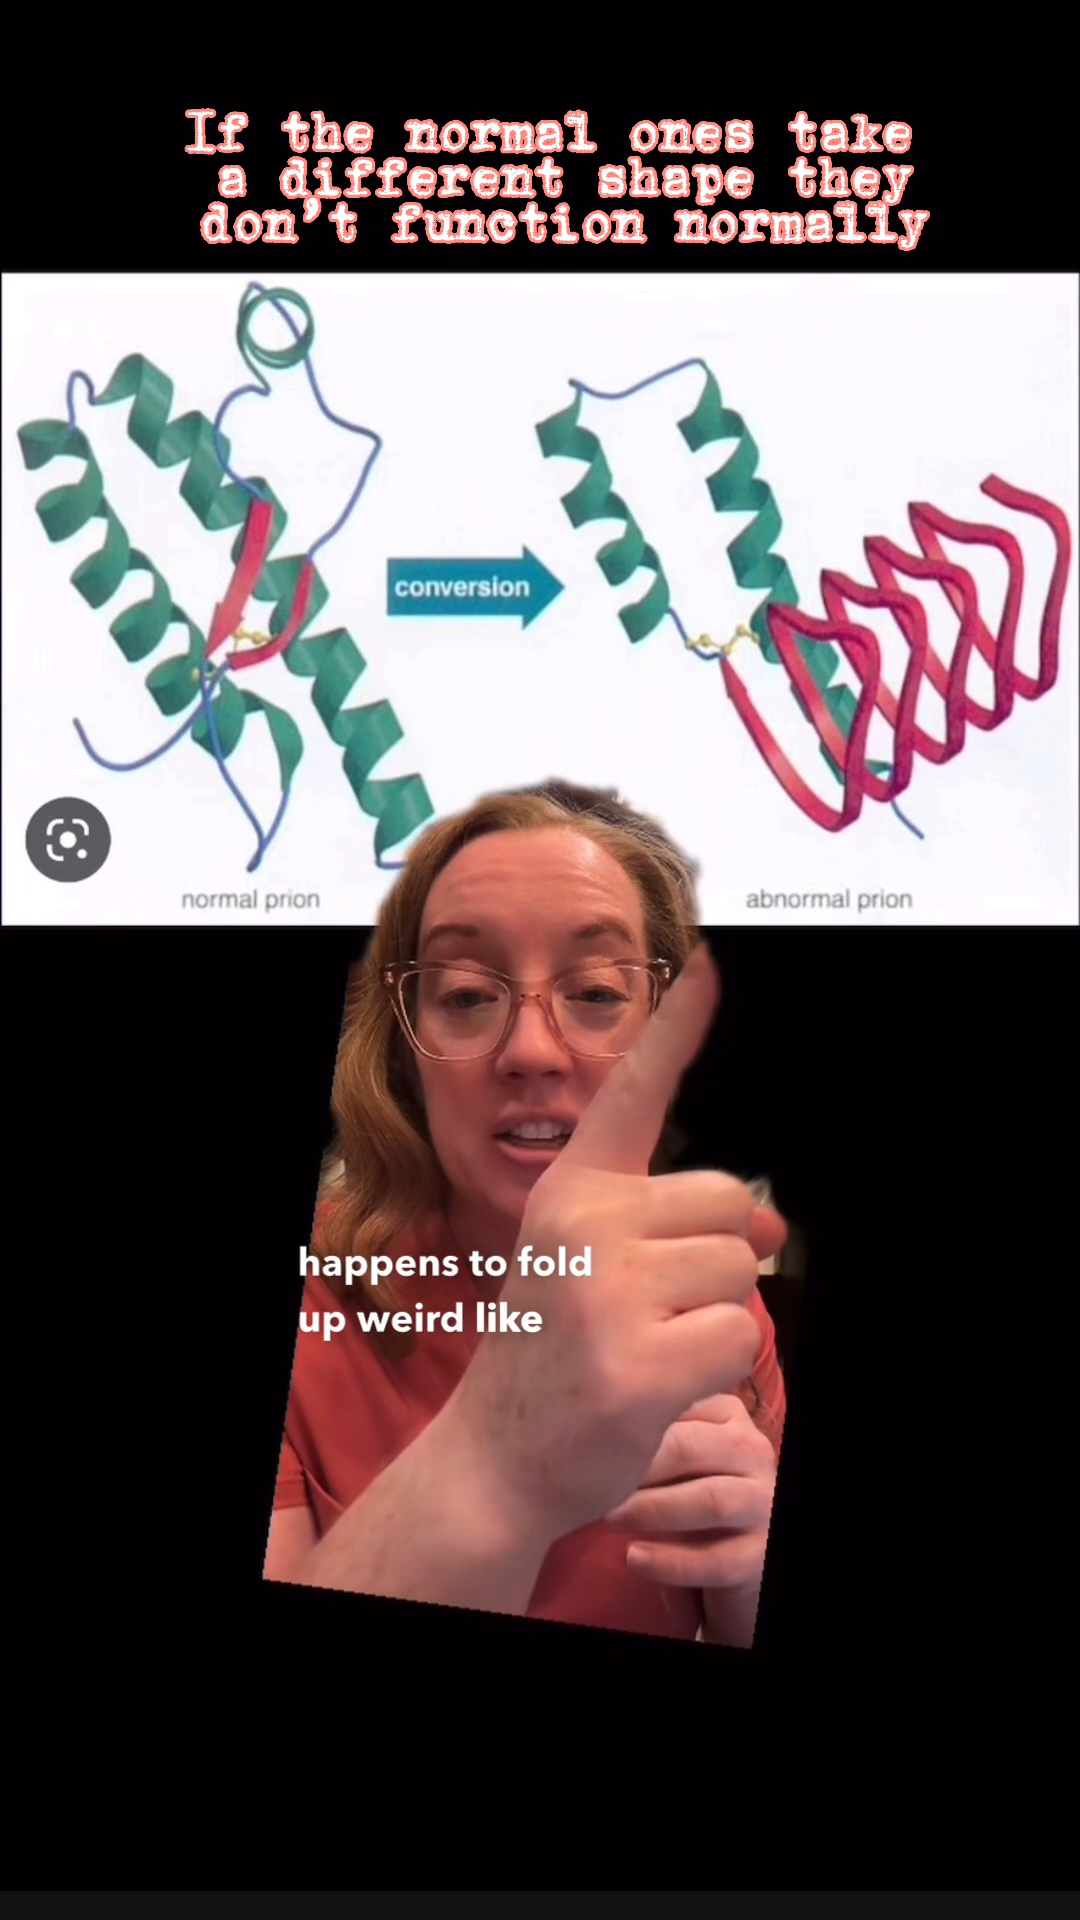 If the normal ones take
a different shape they
don't function normally
conversion
normal prion
abnormal prion
happens to fold
up weird like